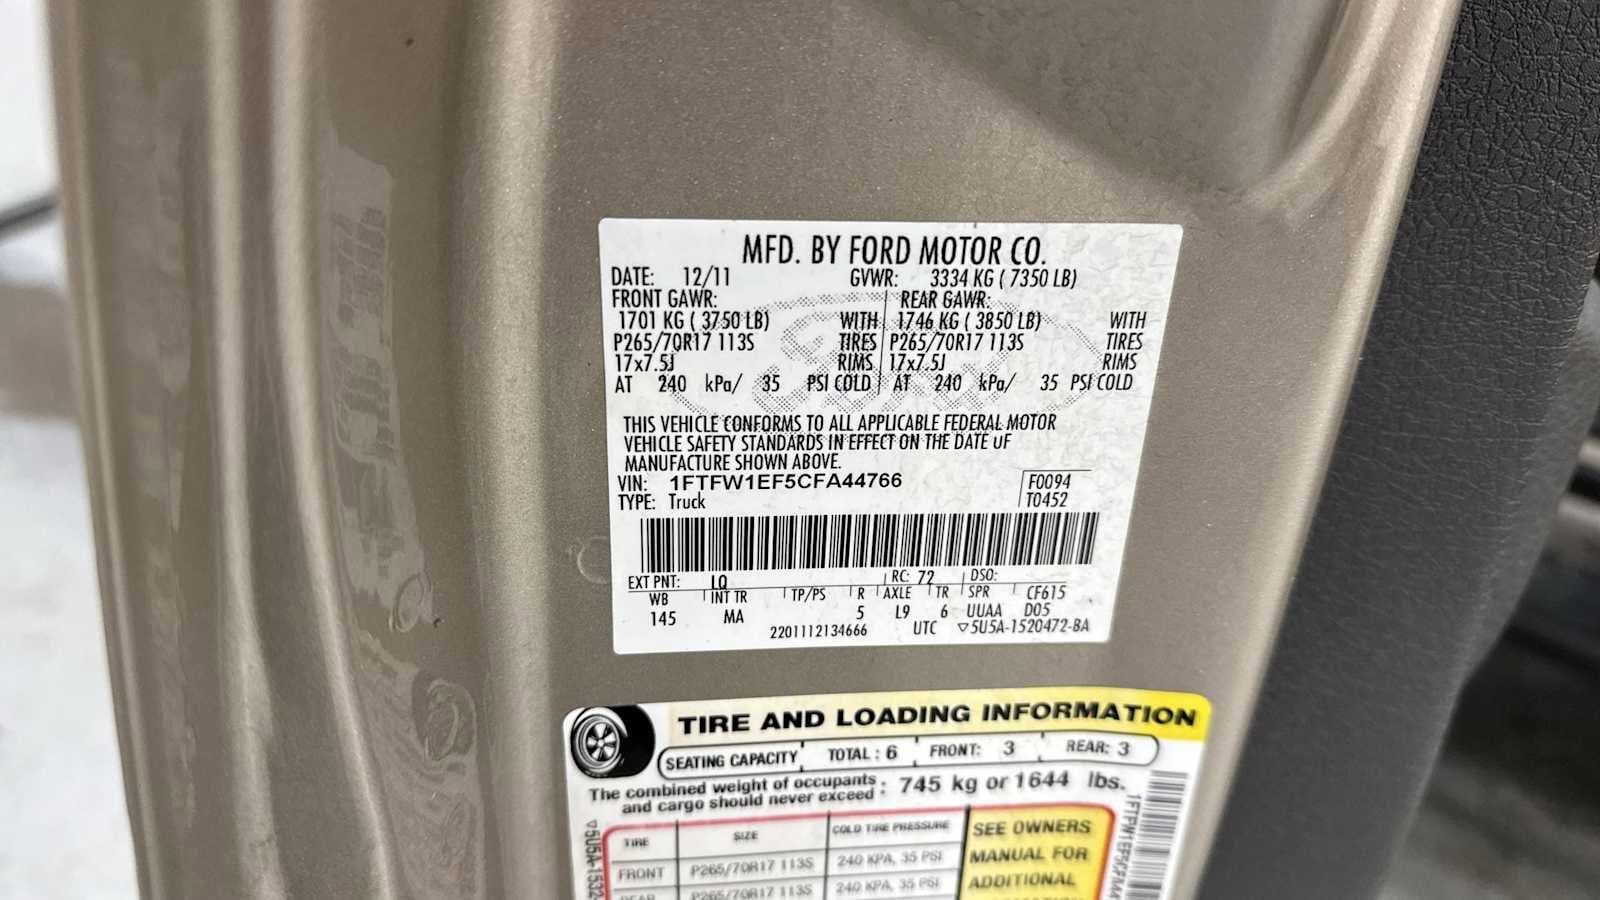 MFD. BY FORD MOTOR CO.
DATE: 12/11 GVWR: 3334 KG ( 7350 LB)
FRONT GAWR: REAR GAWR:
1701 KG ( 3750 LB) WITH 1746 KG ( 3850 LB) WITH
P265/70R17 113S TIRES P265/70R17 113S TIRES
17x7.5J RIMS 17x7.5J RIMS
AT 240 kPa/ 35 PSI COLD AT 240 kPa/ 35 PSI COLD
THIS VEHICLE CONFORMS TO ALL APPLICABLE FEDERAL MOTOR
VEHICLE SAFETY STANDARDS IN EFFECT ON THE DATE OF
MANUFACTURE SHOWN ABOVE.
VIN: 1FTFW1EF5CFA44766 F0094
TYPE: Truck T0452
EXT PNT: LQ RC: 72 DSO:
WB INT TR TP/PS R AXLE TR SPR CF615
145 MA 5 L9 6 UUAA D05
2201112134666 UTC ▽5U5A-1520472-BA
TIRE AND LOADING INFORMATION
SEATING CAPACITY TOTAL : 6 FRONT: 3 REAR: 3
The combined weight of occupants and cargo should never exceed : 745 kg or 1644 lbs.
TIRE SIZE COLD TIRE PRESSURE SEE OWNERS
FRONT P265/70R17 113S 240 KPA, 35 PSI MANUAL FOR
REAR P265/70R17 113S 240 KPA, 35 PSI ADDITIONAL
▽5U5A-1532